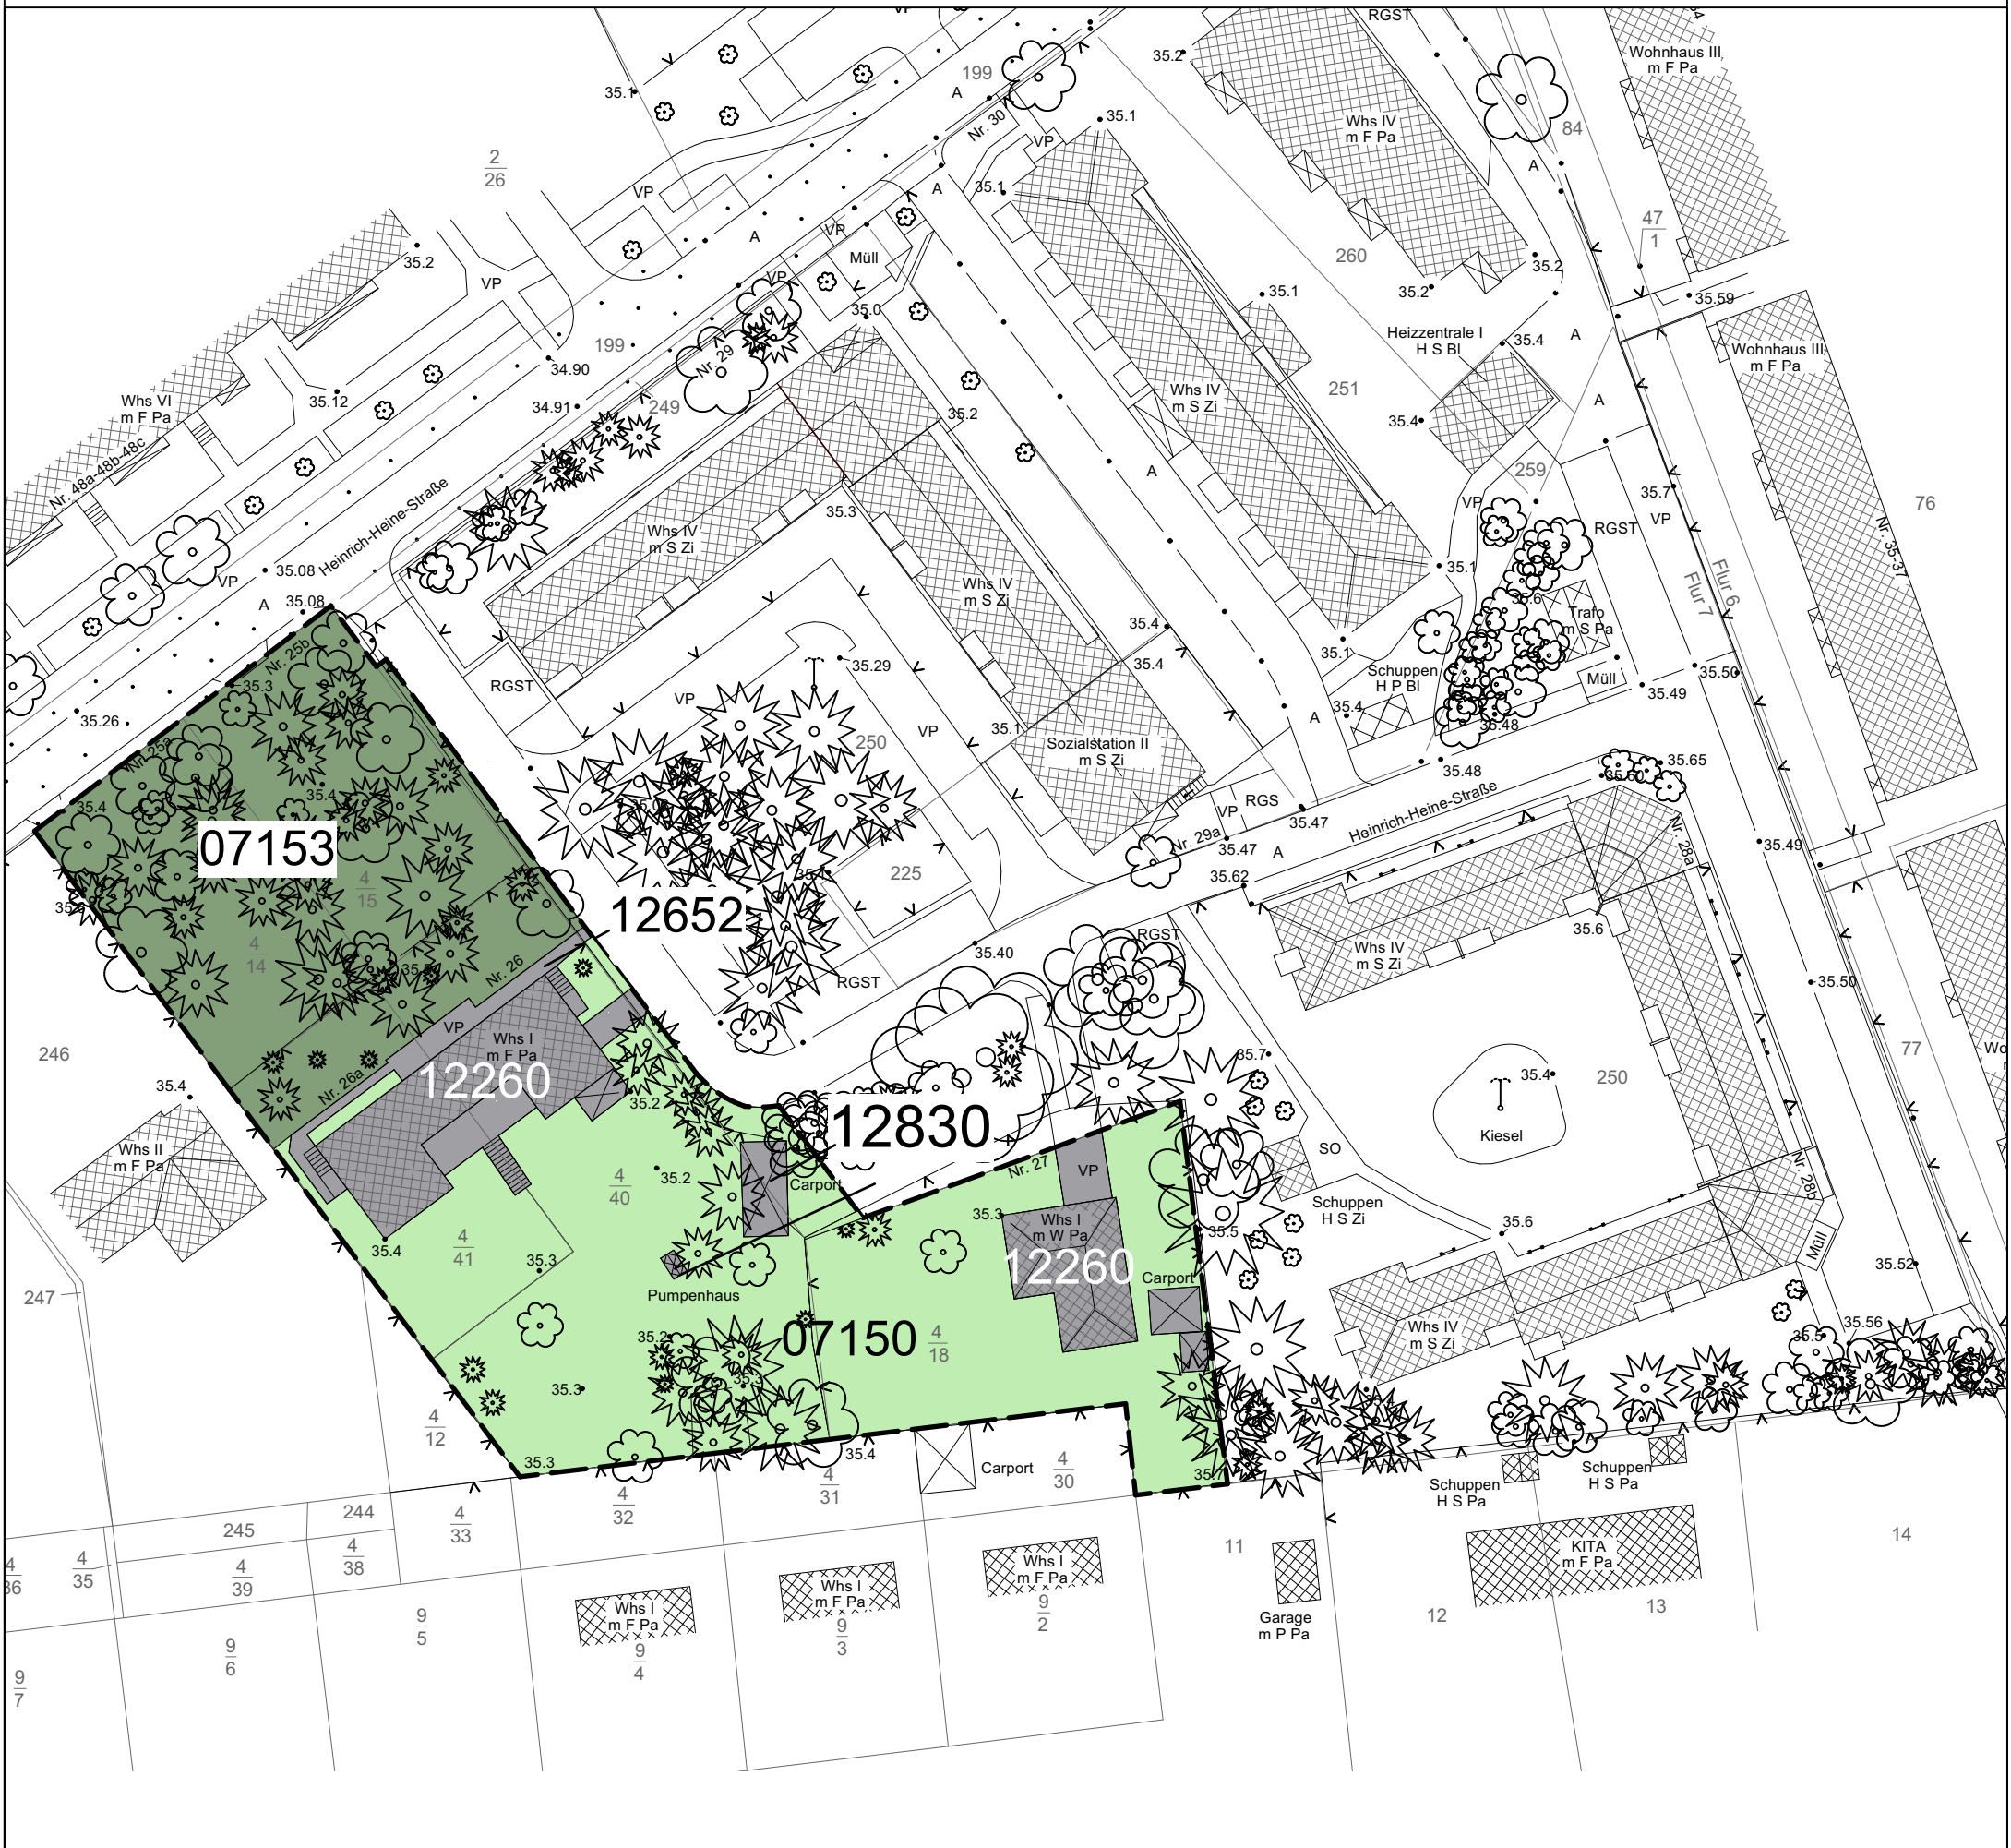 VP
RGST
199
35.2
Wohnhaus III
m F Pa
35.1
A
Nr. 30
35.1
VP
Whs IV
m F Pa
84
A
2
26
VP
35.1
A
A
VP
47
1
35.2
VP
Müll
260
35.2
VP
35.0
35.1
35.2
35.59
199
Nr. 29
Heizzentrale I
H S Bl
35.4
A
34.90
Wohnhaus III
m F Pa
Whs VI
m F Pa
35.12
34.91
249
35.2
Whs IV
m S Zi
251
35.4
A
Nr. 48a-48b-48c
A
259
35.7
VP
76
Heinrich-Heine-Straße
35.3
VP
RGST
Whs IV
m S Zi
Nr. 35-37
35.08
VP
35.1
Flur 6
Flur 7
A
35.08
Whs IV
m S Zi
35.6
Trafo
m S Pa
35.4
Nr. 25b
35.1
35.4
35.29
RGST
35.3
VP
Schuppen
H P Bl
Müll
35.50
35.49
35.26
35.4
A
35.1
VP
35.48
250
Sozialstation II
m S Zi
Nr. 25a
35.48
35.65
35.4
35.4
VP
RGS
35.47
Heinrich-Heine-Straße
07153
Nr. 29a
35.47
A
Nr. 28a
35.49
4
15
225
35.62
12652
35.6
RGST
4
14
35.40
Whs IV
m S Zi
Nr. 26
RGST
35.50
VP
Whs I
m F Pa
246
35.7
77
35.4
12260
Nr. 26a
35.4
250
35.2
12830
Kiesel
Whs II
m F Pa
SO
Nr. 27
VP
Nr. 28b
35.2
Carport
4
40
Schuppen
H S Zi
35.3
Whs I
m W Pa
35.6
35.5
35.4
4
41
35.3
Müll
12260
35.52
Carport
247
Pumpenhaus
35.2
07150
4
18
Whs IV
m S Zi
35.56
35.5
35.3
35.3
4
12
35.3
35.4
Carport
4
30
35.7
4
31
Schuppen
H S Pa
Schuppen
H S Pa
4
32
244
4
33
245
11
14
4
38
4
35
4
39
Whs I
m F Pa
KITA
m F Pa
Whs I
m F Pa
Whs I
m F Pa
9
2
12
13
Garage
m P Pa
9
5
9
3
9
6
9
4
9
7